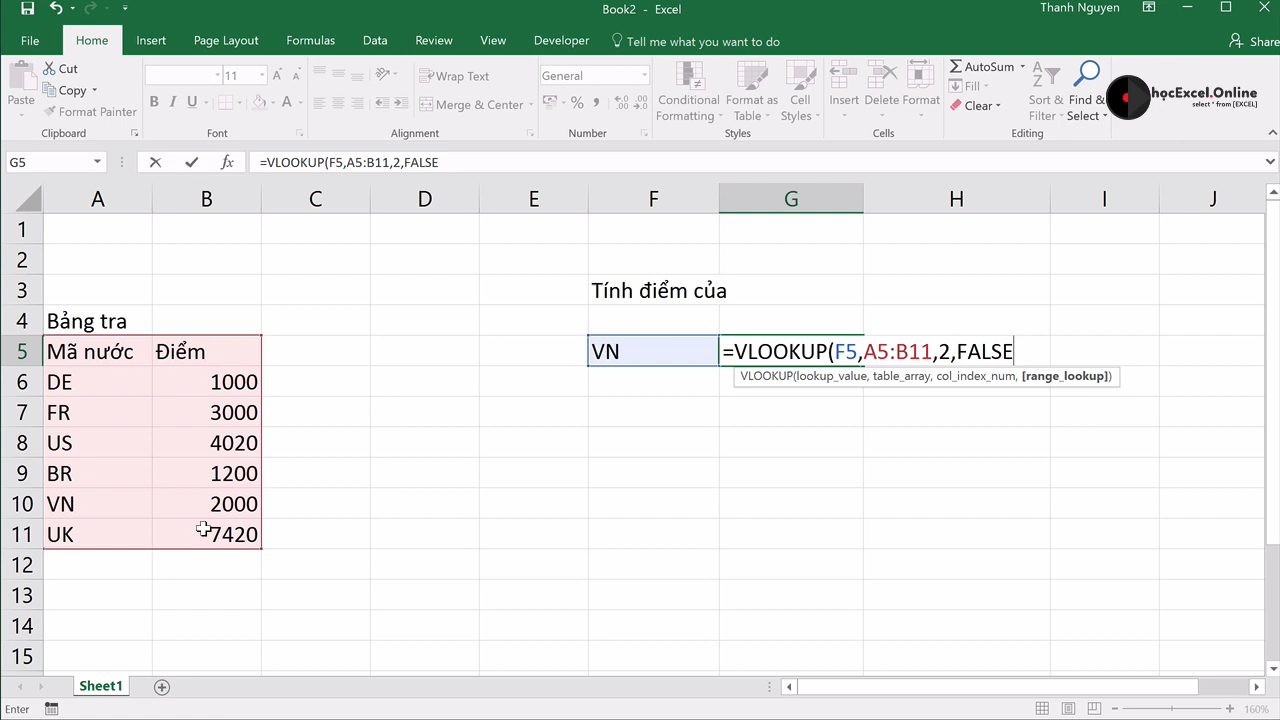 Book2 - Excel
Thanh Nguyen
File Home Insert Page Layout Formulas Data Review View Developer Tell me what you want to do Share
Paste
Cut
Copy
Format Painter
Clipboard
11
B I U A
Font
Wrap Text
Merge & Center
Alignment
General
% ,
Number
Conditional Formatting
Format as Table
Cell Styles
Styles
Insert Delete Format
Cells
AutoSum
Fill
Clear
Sort & Filter
Find & Select
Editing
họcExcel.Online
select * from [EXCEL]
G5 fx =VLOOKUP(F5,A5:B11,2,FALSE
A B C D E F G H I J
1
2
3 Tính điểm của
4 Bảng tra
5 Mã nước Điểm VN =VLOOKUP(F5,A5:B11,2,FALSE
VLOOKUP(lookup_value, table_array, col_index_num, [range_lookup])
6 DE 1000
7 FR 3000
8 US 4020
9 BR 1200
10 VN 2000
11 UK 7420
12
13
14
15
Sheet1
Enter
160%